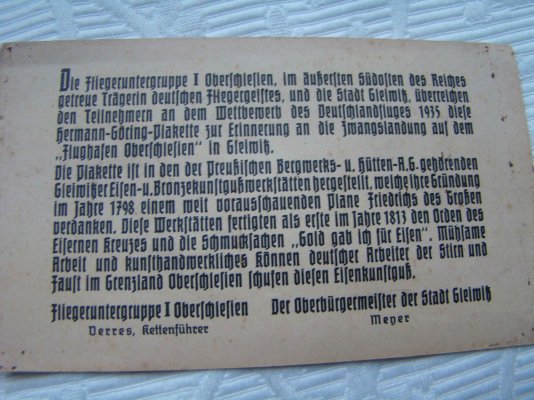 Die Fliegeruntergruppe I Oberschlesien, im äußersten Südosten des Reiches
getreue Trägerin deutschen Fliegergeistes, und die Stadt Gleiwitz, überreichen
den Teilnehmern an dem Wettbewerb des Deutschlandfluges 1935 diese
Hermann-Göring-Plakette zur Erinnerung an die Zwangslandung auf dem
„Flughafen Oberschlesien“ in Gleiwitz.
Die Plakette ist in den der Preußischen Bergwerks- u. Hütten-A.G. gehörenden
Gleiwitzer Eisen- u. Bronzekunstgußwerkstätten hergestellt, welche ihre Gründung
im Jahre 1798 einem weit vorausschauenden Plane Friedrichs des Großen
verdanken. Diese Werkstätten fertigten als erste im Jahre 1813 den Orden des
Eisernen Kreuzes und die Schmucksachen „Gold gab ich für Eisen“. Mühsame
Arbeit und kunsthandwerkliches Können deutscher Arbeiter der Stirn und
Faust im Grenzland Oberschlesien schufen diesen Eisenkunstguß.
Fliegeruntergruppe I Oberschlesien Der Oberbürgermeister der Stadt Gleiwitz
Verres, Kettenführer Meyer